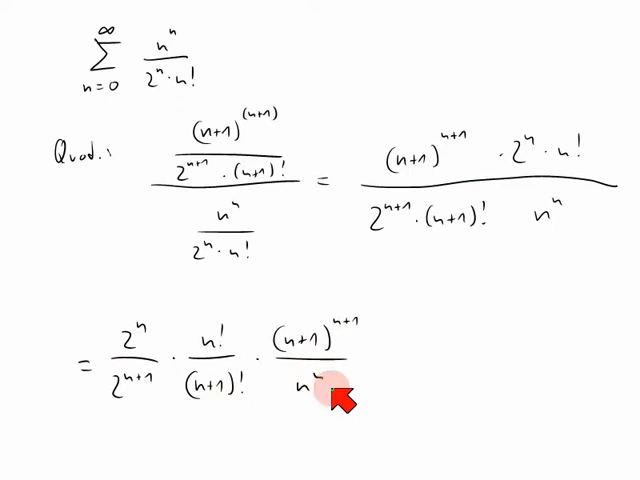 ∑_{n=0}^{∞} n^n / (2^n · n!)
Quot.: ((n+1)^{(n+1)} / (2^{n+1} · (n+1)!)) / (n^n / (2^n · n!)) = ((n+1)^{n+1} · 2^n · n!) / (2^{n+1} · (n+1)! n^n)
= 2^n / 2^{n+1} · n! / (n+1)! · (n+1)^{n+1} / n^n